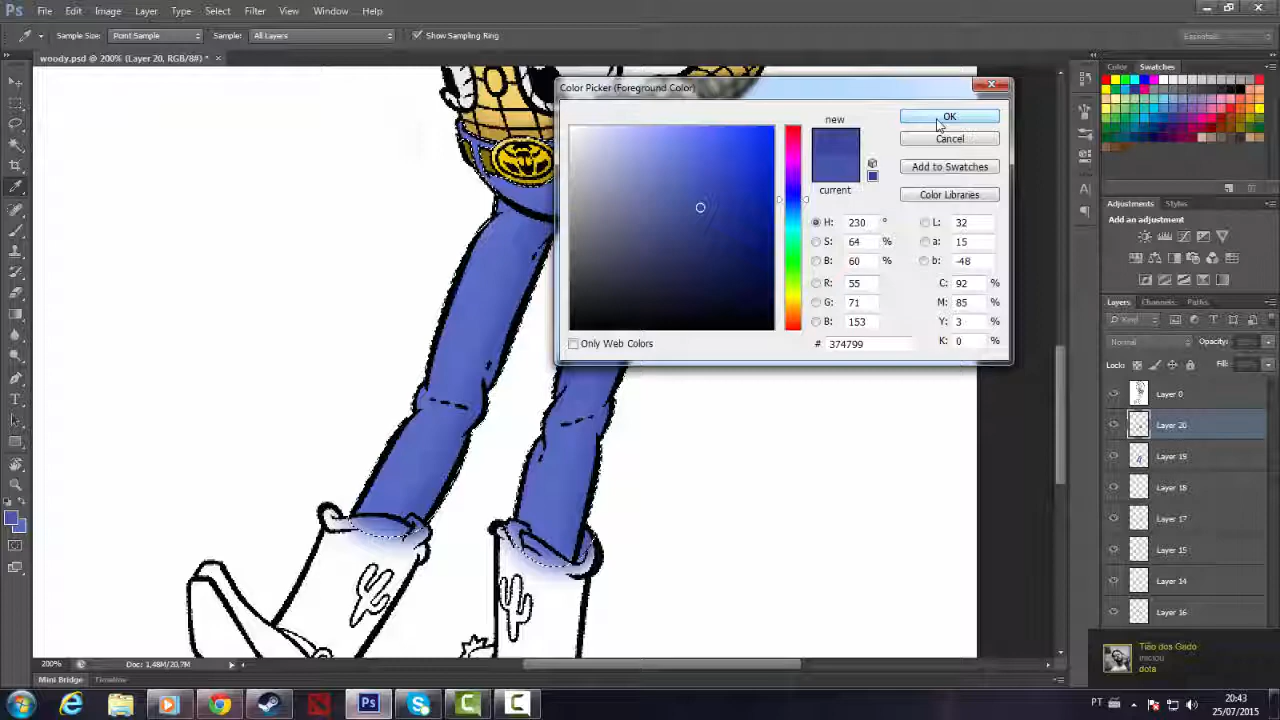 Ps File Edit Image Layer Type Select Filter View Window Help
Sample Size: Point Sample Sample: All Layers Show Sampling Ring Essentials
woody.psd @ 200% (Layer 20, RGB/8#) * ×
Color Picker (Foreground Color)
new
current
OK
Cancel
Add to Swatches
Color Libraries
H: 230 ° L: 32
S: 64 % a: 15
B: 60 % b: -48
R: 55 C: 92 %
G: 71 M: 85 %
B: 153 Y: 3 %
# 374799 K: 0 %
Only Web Colors
Color Swatches
Adjustments Styles
Add an adjustment
Layers Channels Paths
Kind
Normal Opacity:
Lock: Fill:
Layer 0
Layer 20
Layer 19
Layer 18
Layer 17
Layer 15
Layer 14
Layer 16
Tião dos Gado
iniciou
dota
200% Doc: 1,48M/20,7M
Mini Bridge Timeline
PT
20:43
25/07/2015